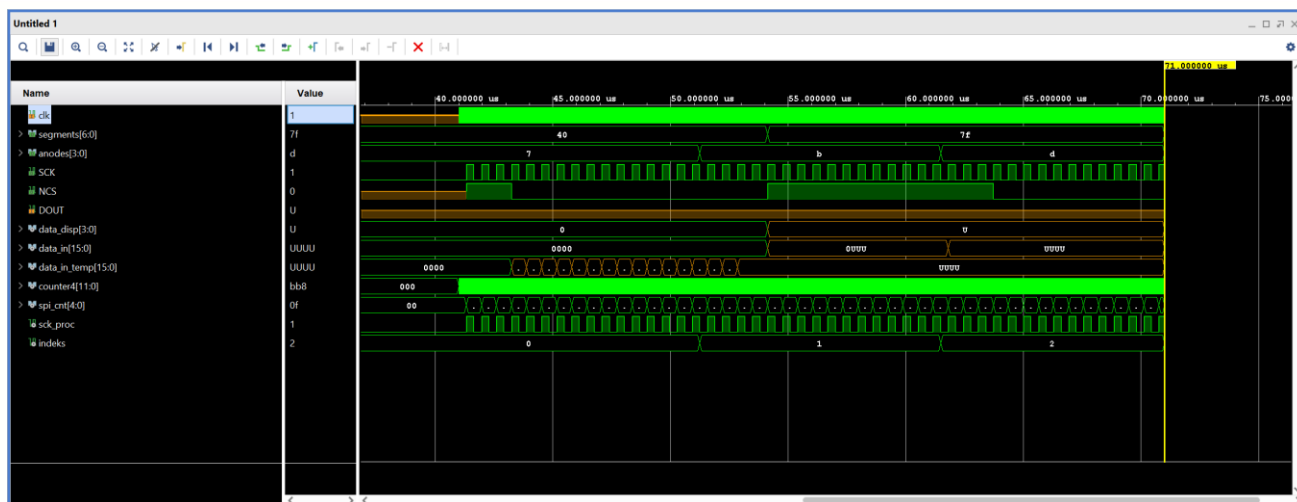 Untitled 1
71.000000 us
Name Value
40.000000 us 45.000000 us 50.000000 us 55.000000 us 60.000000 us 65.000000 us 70.000000 us 75.000
clk 1
segments[6:0] 7f 40 7f
anodes[3:0] d 7 b d
SCK 1
NCS 0
DOUT U
data_disp[3:0] U 0 U
data_in[15:0] UUUU 0000 0UUU UUUU
data_in_temp[15:0] UUUU 0000 UUUU
counter4[11:0] bb8 000
spi_cnt[4:0] 0f 00
sck_proc 1
indeks 2 0 1 2